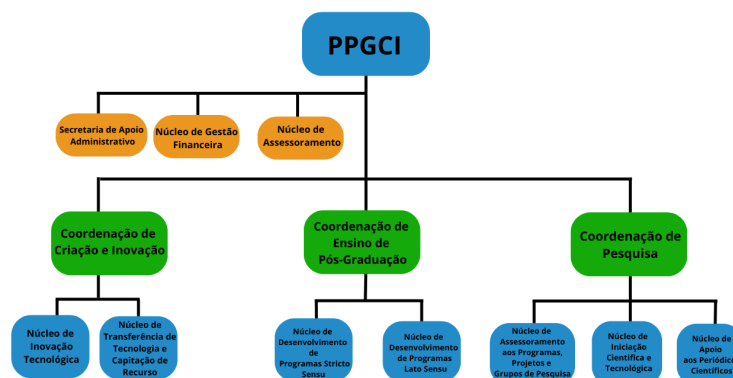 PPGCI
Secretaria de Apoio
Administrativo
Núcleo de Gestão
Financeira
Núcleo de
Assessoramento
Coordenação de
Criação e Inovação
Coordenação de
Ensino de
Pós-Graduação
Coordenação de
Pesquisa
Núcleo de
Inovação
Tecnológica
Núcleo de
Transferência de
Tecnologia e
Capitação de
Recurso
Núcleo de
Desenvolvimento
de
Programas Stricto
Sensu
Núcleo de
Desenvolvimento
de Programas
Lato Sensu
Núcleo de
Assessoramento
aos Programas,
Projetos e
Grupos de Pesquisa
Núcleo de
Iniciação
Científica e
Tecnológica
Núcleo de
Apoio
aos Periódico
Científicos